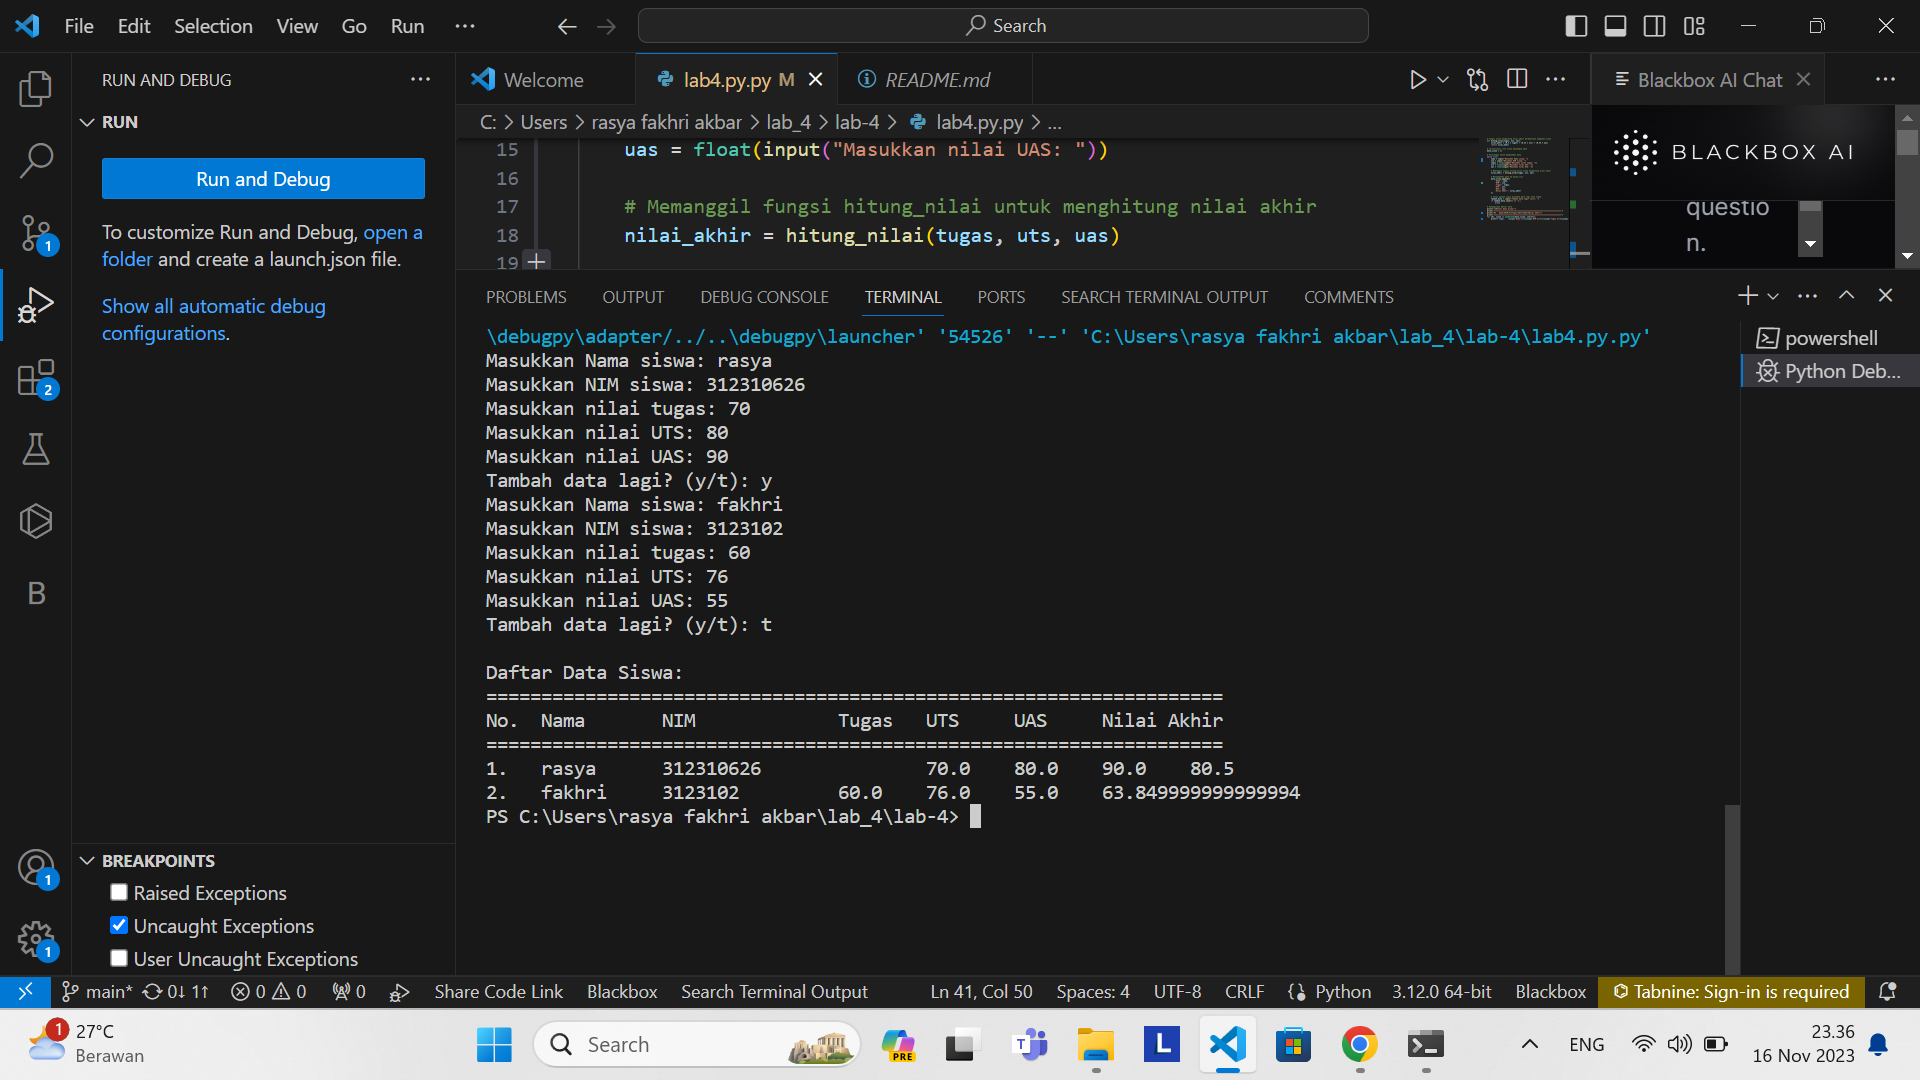 File Edit Selection View Go Run ···
Search
RUN AND DEBUG ···
RUN
Run and Debug
To customize Run and Debug, open a
folder and create a launch.json file.
Show all automatic debug
configurations.
BREAKPOINTS
Raised Exceptions
Uncaught Exceptions
User Uncaught Exceptions
1
2
B
1
1
Welcome
lab4.py.py M
README.md
C: > Users > rasya fakhri akbar > lab_4 > lab-4 > lab4.py.py > ...
15 uas = float(input("Masukkan nilai UAS: "))
16
17 # Memanggil fungsi hitung_nilai untuk menghitung nilai akhir
18 nilai_akhir = hitung_nilai(tugas, uts, uas)
19
Blackbox AI Chat
BLACKBOX AI
questio
n.
PROBLEMS OUTPUT DEBUG CONSOLE TERMINAL PORTS SEARCH TERMINAL OUTPUT COMMENTS
\debugpy\adapter/../..\debugpy\launcher' '54526' '--' 'C:\Users\rasya fakhri akbar\lab_4\lab-4\lab4.py.py'
Masukkan Nama siswa: rasya
Masukkan NIM siswa: 312310626
Masukkan nilai tugas: 70
Masukkan nilai UTS: 80
Masukkan nilai UAS: 90
Tambah data lagi? (y/t): y
Masukkan Nama siswa: fakhri
Masukkan NIM siswa: 3123102
Masukkan nilai tugas: 60
Masukkan nilai UTS: 76
Masukkan nilai UAS: 55
Tambah data lagi? (y/t): t
Daftar Data Siswa:
===================================================================
No. Nama NIM Tugas UTS UAS Nilai Akhir
===================================================================
1. rasya 312310626 70.0 80.0 90.0 80.5
2. fakhri 3123102 60.0 76.0 55.0 63.849999999999994
PS C:\Users\rasya fakhri akbar\lab_4\lab-4>
powershell
Python Deb...
main* 0↓ 1↑ 0 0 0 Share Code Link Blackbox Search Terminal Output Ln 41, Col 50 Spaces: 4 UTF-8 CRLF Python 3.12.0 64-bit Blackbox Tabnine: Sign-in is required
1
27°C
Berawan
Search
PRE
T
L
ENG
23.36
16 Nov 2023